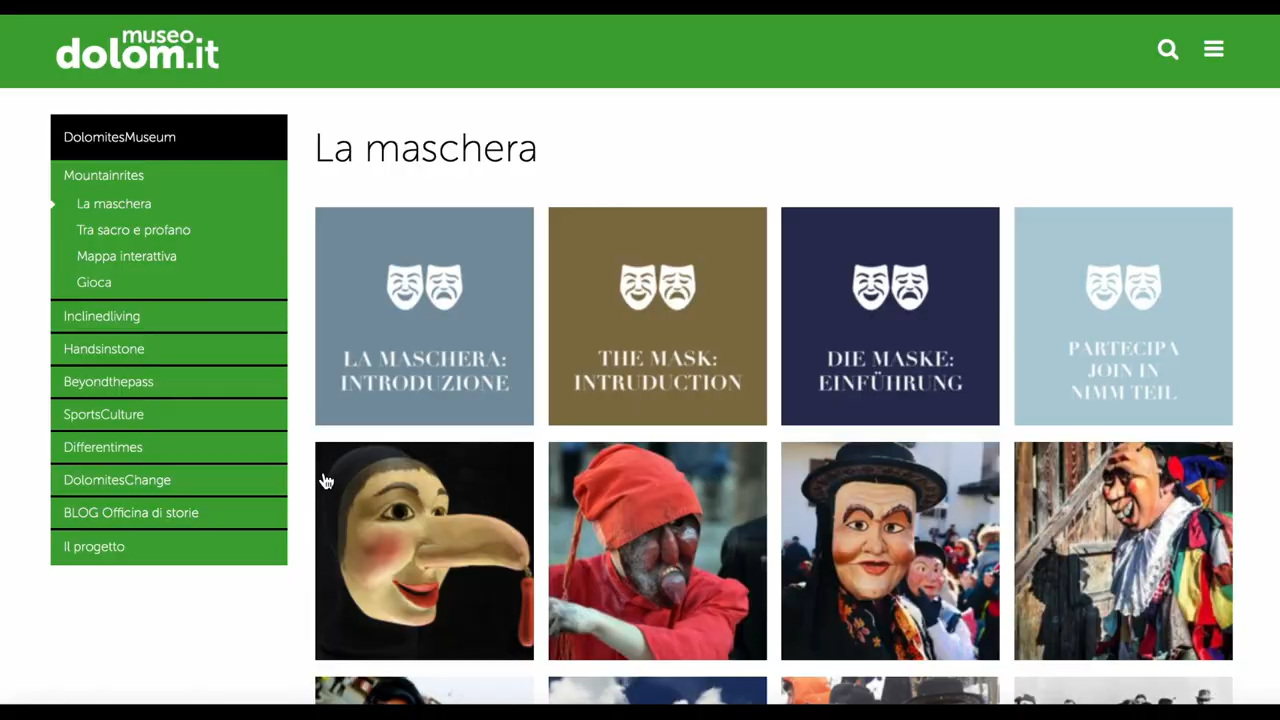 museo
dolom.it
DolomitesMuseum
Mountainrites
La maschera
Tra sacro e profano
Mappa interattiva
Gioca
Inclinedliving
Handsinstone
Beyondthepass
SportsCulture
Differentimes
DolomitesChange
BLOG Officina di storie
Il progetto
La maschera
LA MASCHERA:
INTRODUZIONE
THE MASK:
INTRUDUCTION
DIE MASKE:
EINFÜHRUNG
PARTECIPA
JOIN IN
NIMM TEIL